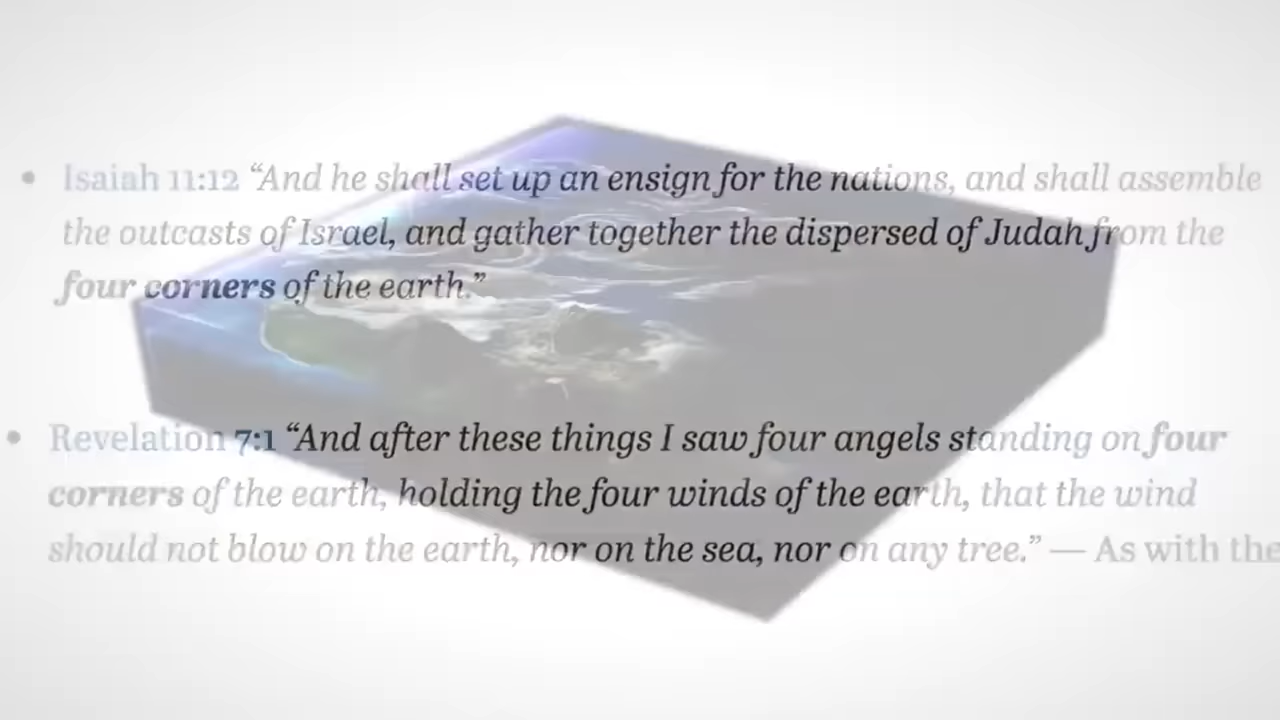 • Isaiah 11:12 “And he shall set up an ensign for the nations, and shall assemble
the outcasts of Israel, and gather together the dispersed of Judah from the
four corners of the earth.”
• Revelation 7:1 “And after these things I saw four angels standing on four
corners of the earth, holding the four winds of the earth, that the wind
should not blow on the earth, nor on the sea, nor on any tree.” — As with the